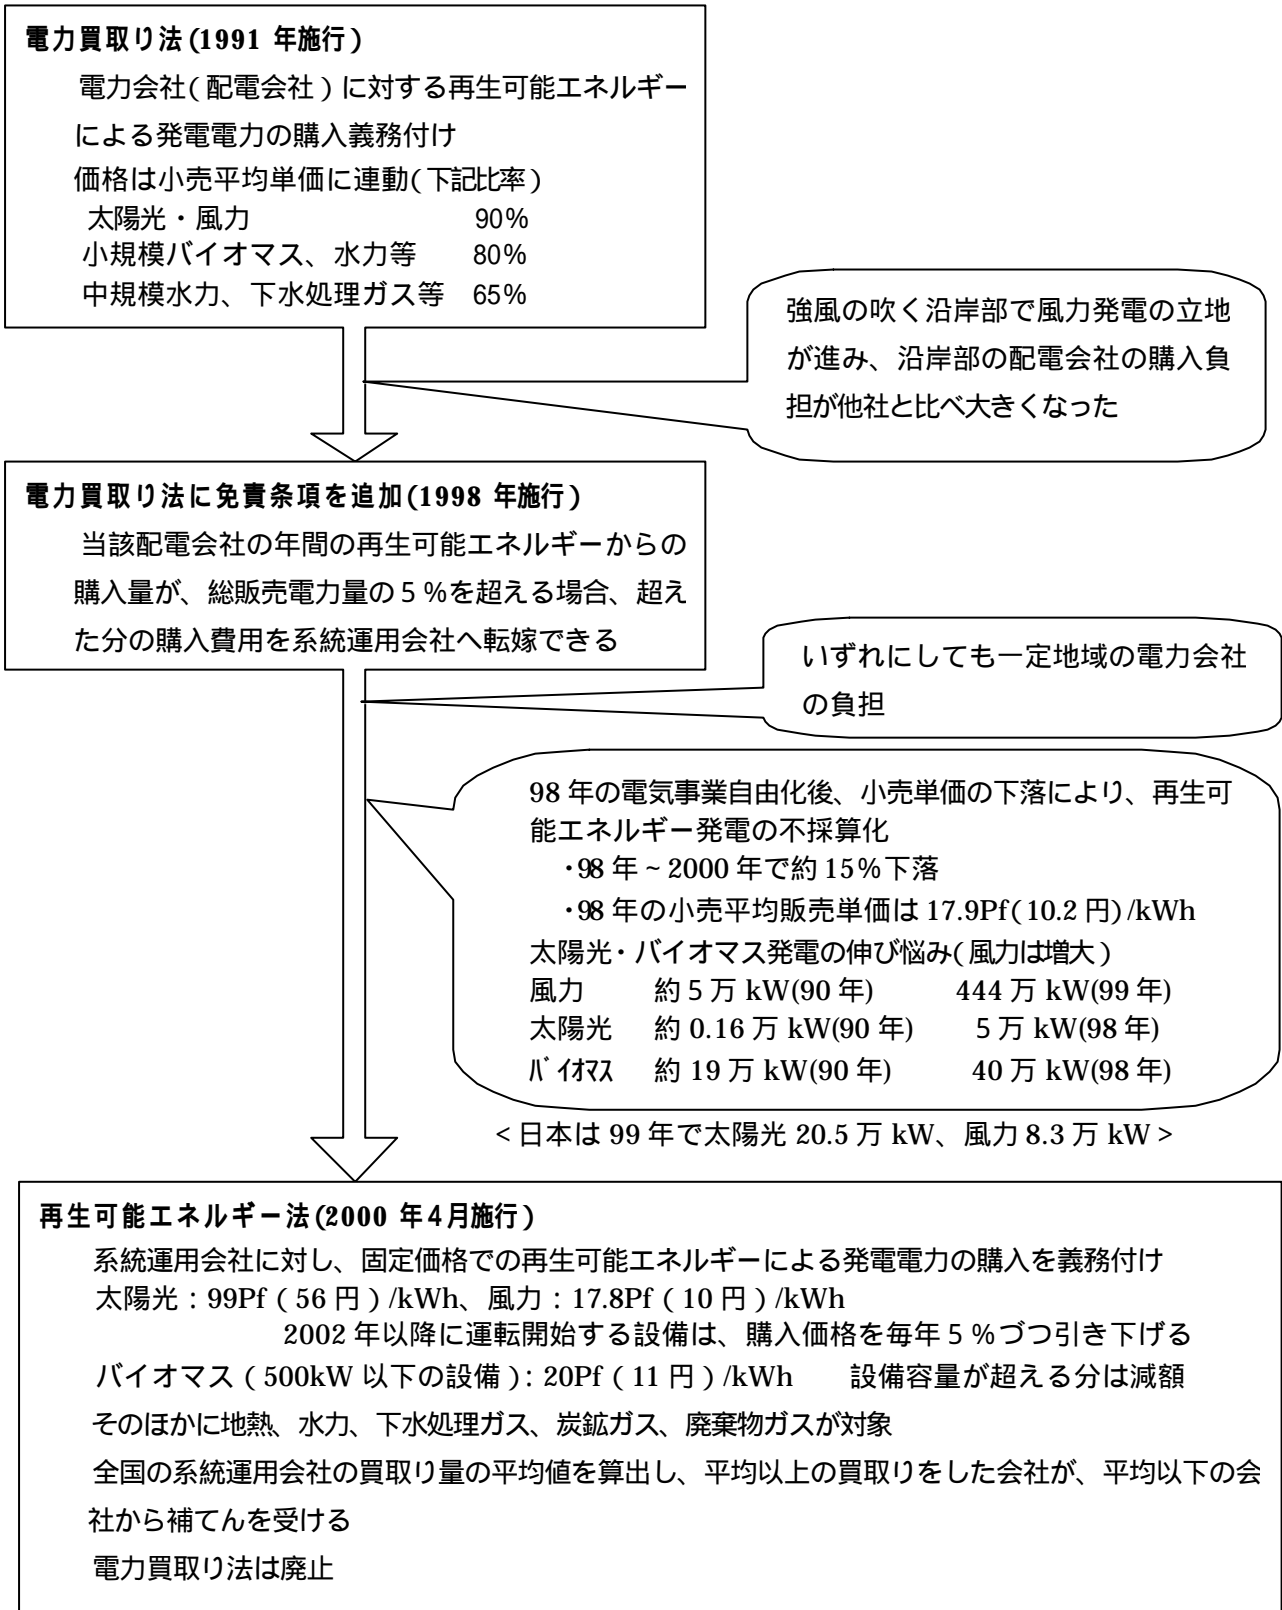 電力買取り法(1991 年施行)
電力会社(配電会社)に対する再生可能エネルギー
による発電電力の購入義務付け
価格は小売平均単価に連動(下記比率)
太陽光・風力 90%
小規模バイオマス、水力等 80%
中規模水力、下水処理ガス等 65%
強風の吹く沿岸部で風力発電の立地
が進み、沿岸部の配電会社の購入負
担が他社と比べ大きくなった
電力買取り法に免責条項を追加(1998 年施行)
当該配電会社の年間の再生可能エネルギーからの
購入量が、総販売電力量の5%を超える場合、超え
た分の購入費用を系統運用会社へ転嫁できる
いずれにしても一定地域の電力会社
の負担
98 年の電気事業自由化後、小売単価の下落により、再生可
能エネルギー発電の不採算化
・98 年~2000 年で約 15%下落
・98 年の小売平均販売単価は 17.9Pf(10.2 円)/kWh
太陽光・バイオマス発電の伸び悩み(風力は増大)
風力 約 5 万 kW(90 年) 444 万 kW(99 年)
太陽光 約 0.16 万 kW(90 年) 5 万 kW(98 年)
バイオマス 約 19 万 kW(90 年) 40 万 kW(98 年)
<日本は 99 年で太陽光 20.5 万 kW、風力 8.3 万 kW>
再生可能エネルギー法(2000 年4月施行)
系統運用会社に対し、固定価格での再生可能エネルギーによる発電電力の購入を義務付け
太陽光:99Pf(56 円)/kWh、風力:17.8Pf(10 円)/kWh
2002 年以降に運転開始する設備は、購入価格を毎年5%づつ引き下げる
バイオマス(500kW 以下の設備):20Pf(11 円)/kWh 設備容量が超える分は減額
そのほかに地熱、水力、下水処理ガス、炭鉱ガス、廃棄物ガスが対象
全国の系統運用会社の買取り量の平均値を算出し、平均以上の買取りをした会社が、平均以下の会
社から補てんを受ける
電力買取り法は廃止